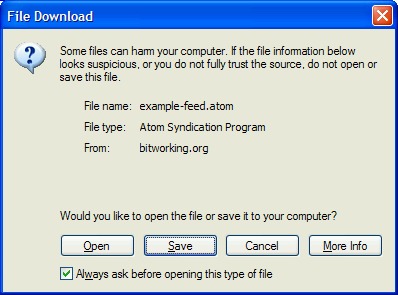 File Download
Some files can harm your computer. If the file information below
looks suspicious, or you do not fully trust the source, do not open or
save this file.
File name: example-feed.atom
File type: Atom Syndication Program
From: bitworking.org
Would you like to open the file or save it to your computer?
Open Save Cancel More Info
Always ask before opening this type of file